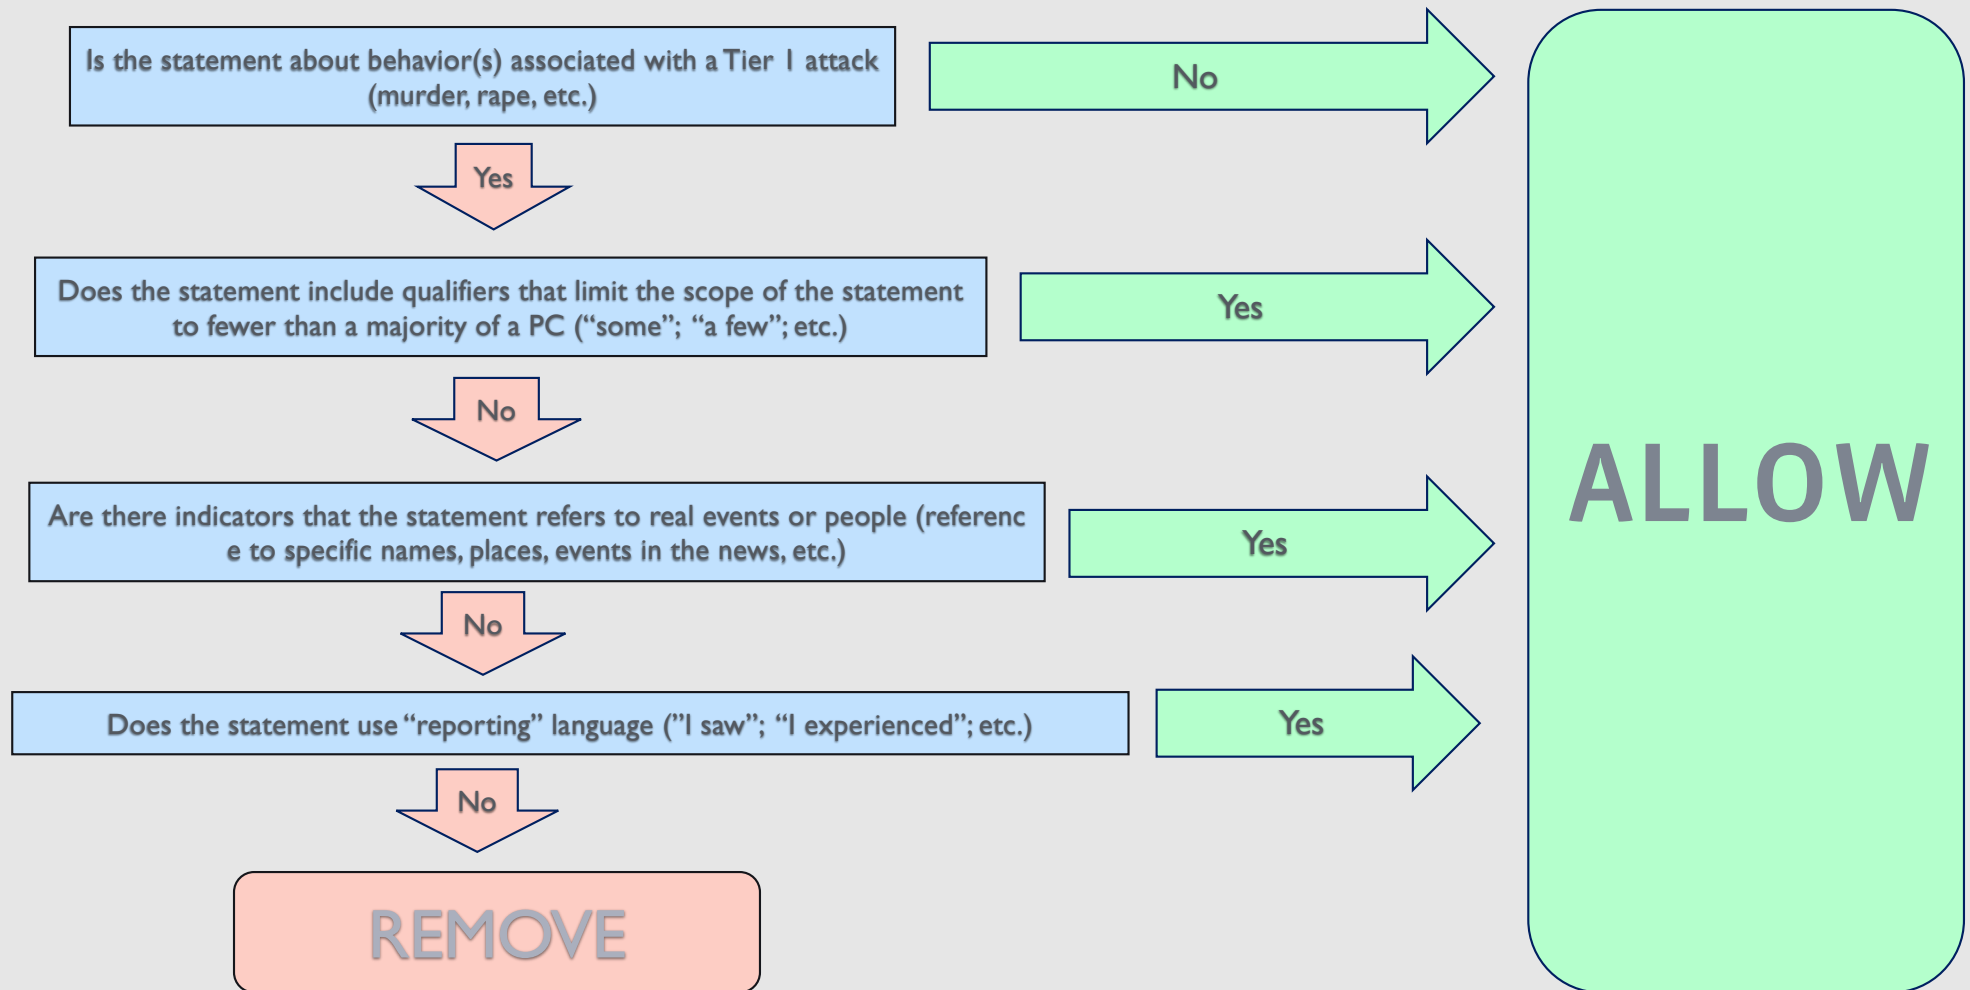 Is the statement about behavior(s) associated with a Tier 1 attack
(murder, rape, etc.)
No
Yes
Does the statement include qualifiers that limit the scope of the statement
to fewer than a majority of a PC (“some”; “a few”; etc.)
Yes
No
Are there indicators that the statement refers to real events or people (referenc
e to specific names, places, events in the news, etc.)
Yes
No
Does the statement use “reporting” language (”I saw”; “I experienced”; etc.)
Yes
No
REMOVE
ALLOW